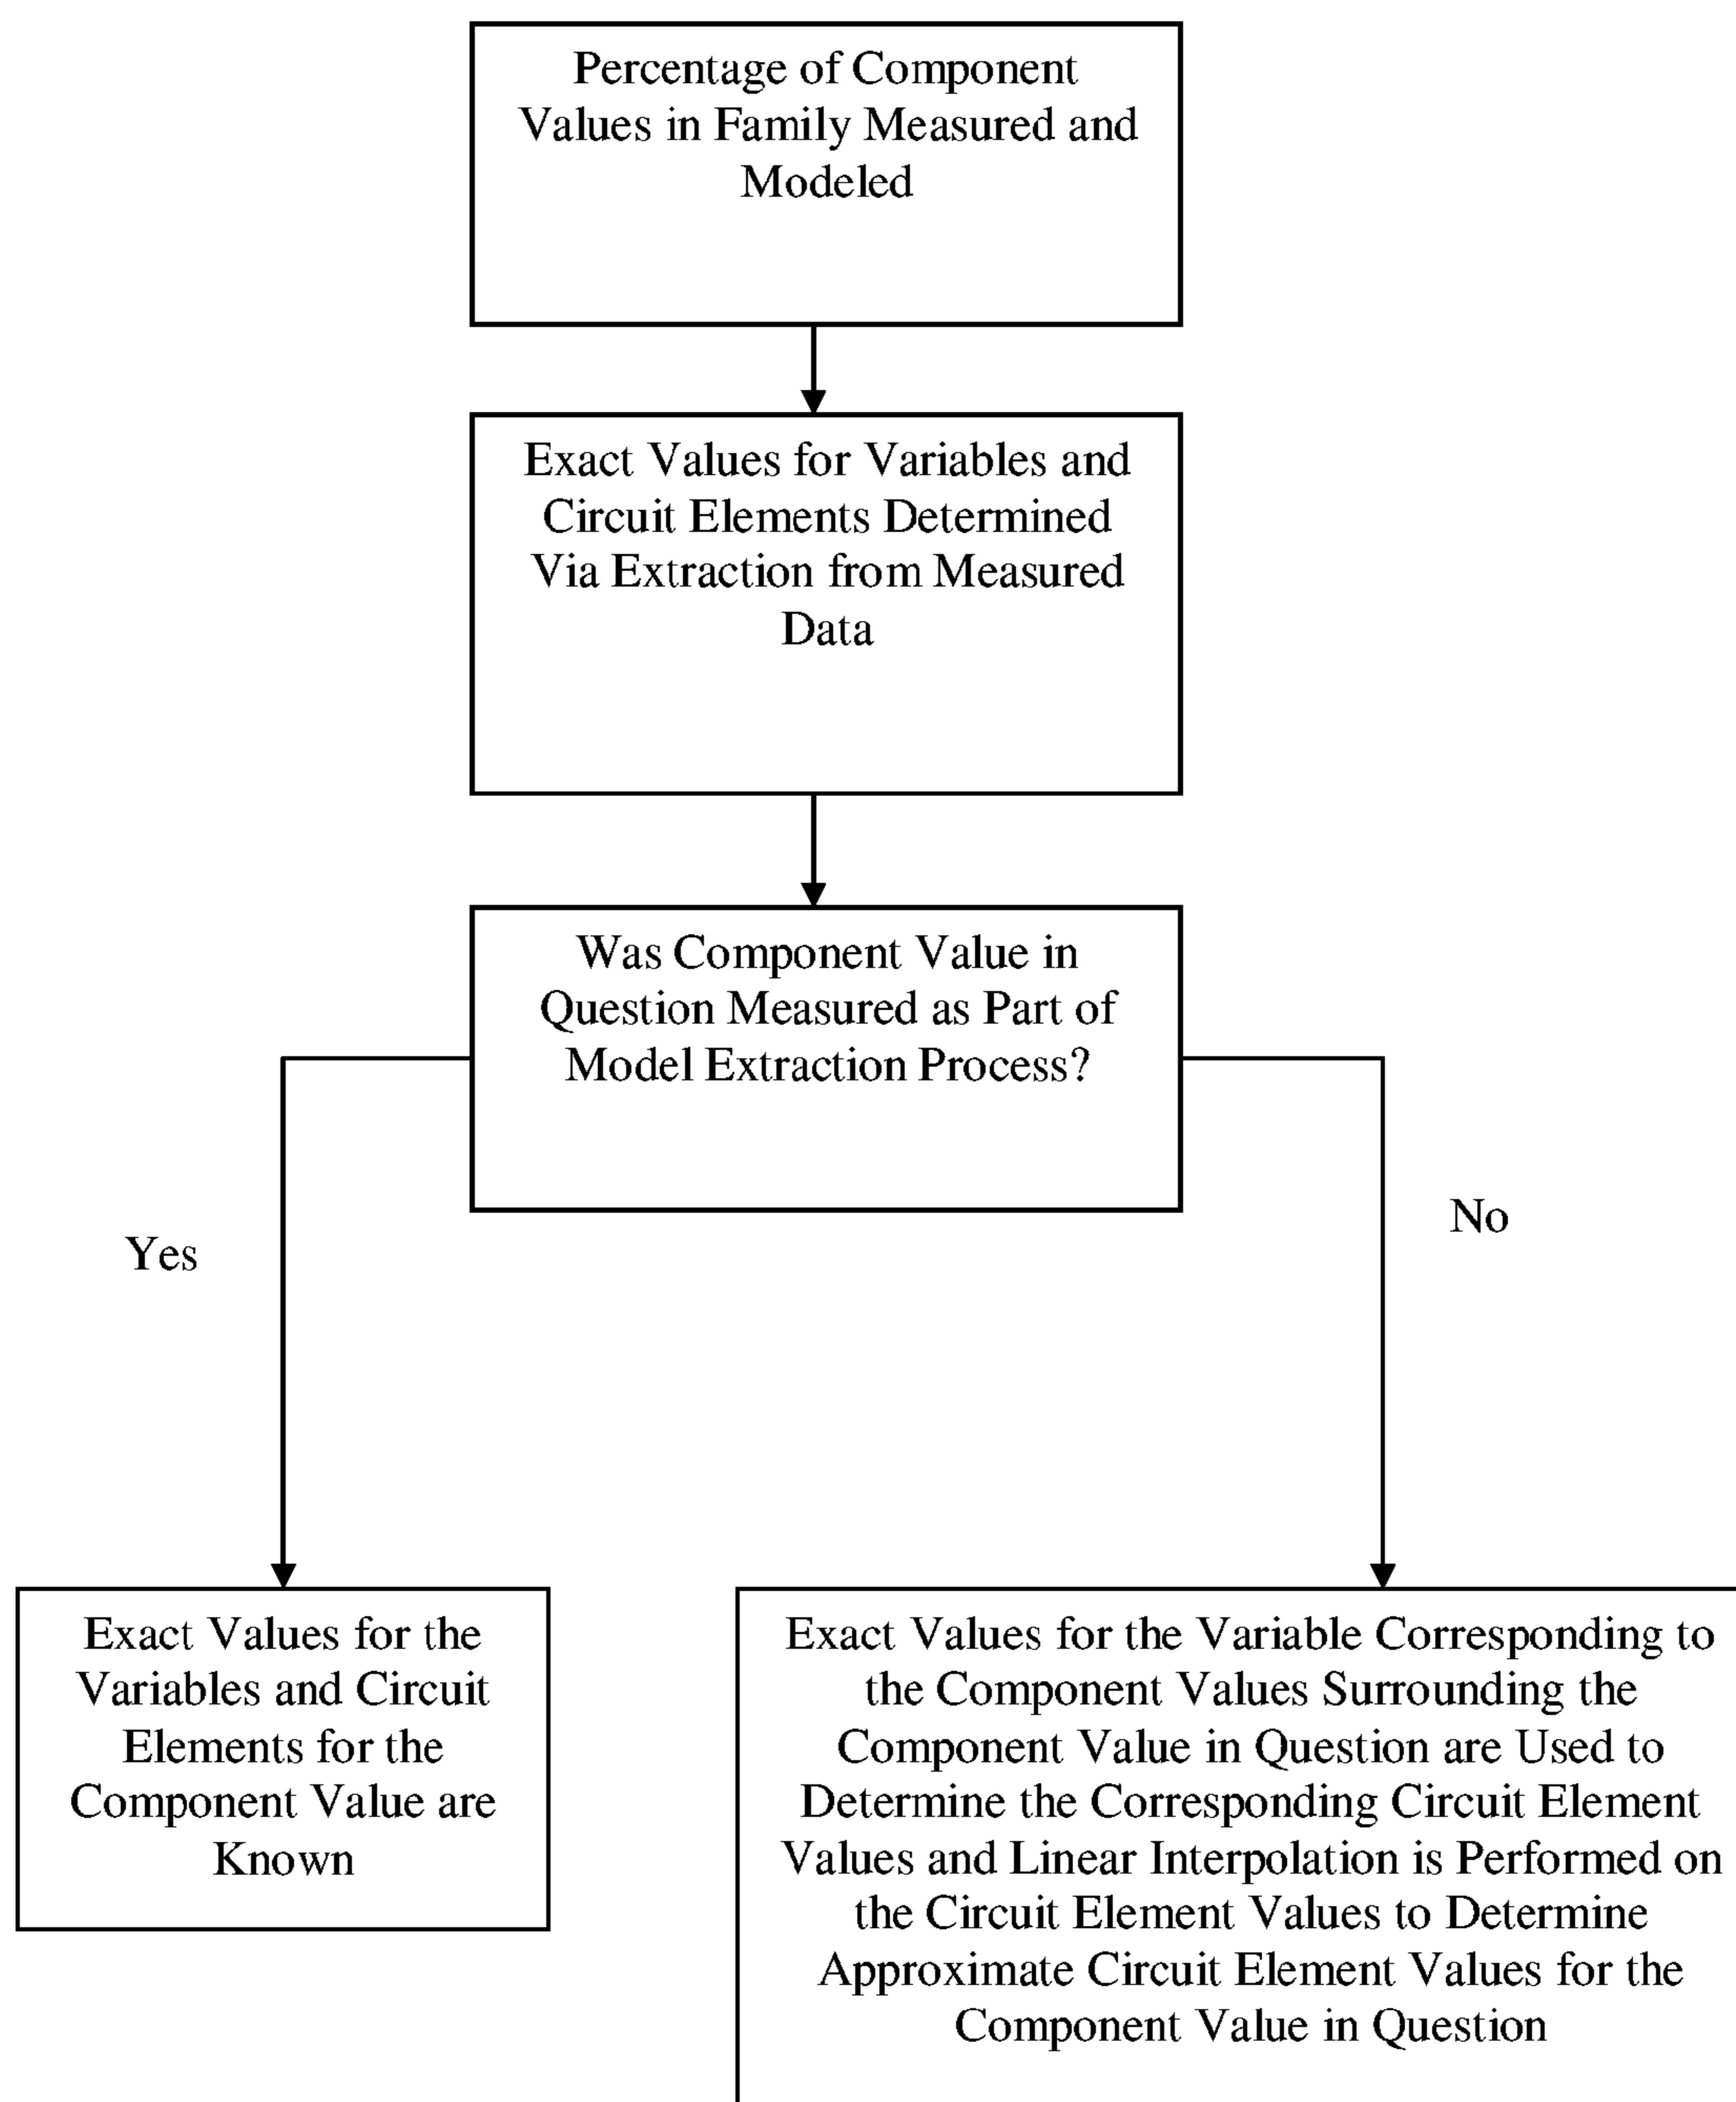 Percentage of Component
Values in Family Measured and
Modeled
Exact Values for Variables and
Circuit Elements Determined
Via Extraction from Measured
Data
Was Component Value in
Question Measured as Part of
Model Extraction Process?
Yes
No
Exact Values for the
Variables and Circuit
Elements for the
Component Value are
Known
Exact Values for the Variable Corresponding to
the Component Values Surrounding the
Component Value in Question are Used to
Determine the Corresponding Circuit Element
Values and Linear Interpolation is Performed on
the Circuit Element Values to Determine
Approximate Circuit Element Values for the
Component Value in Question